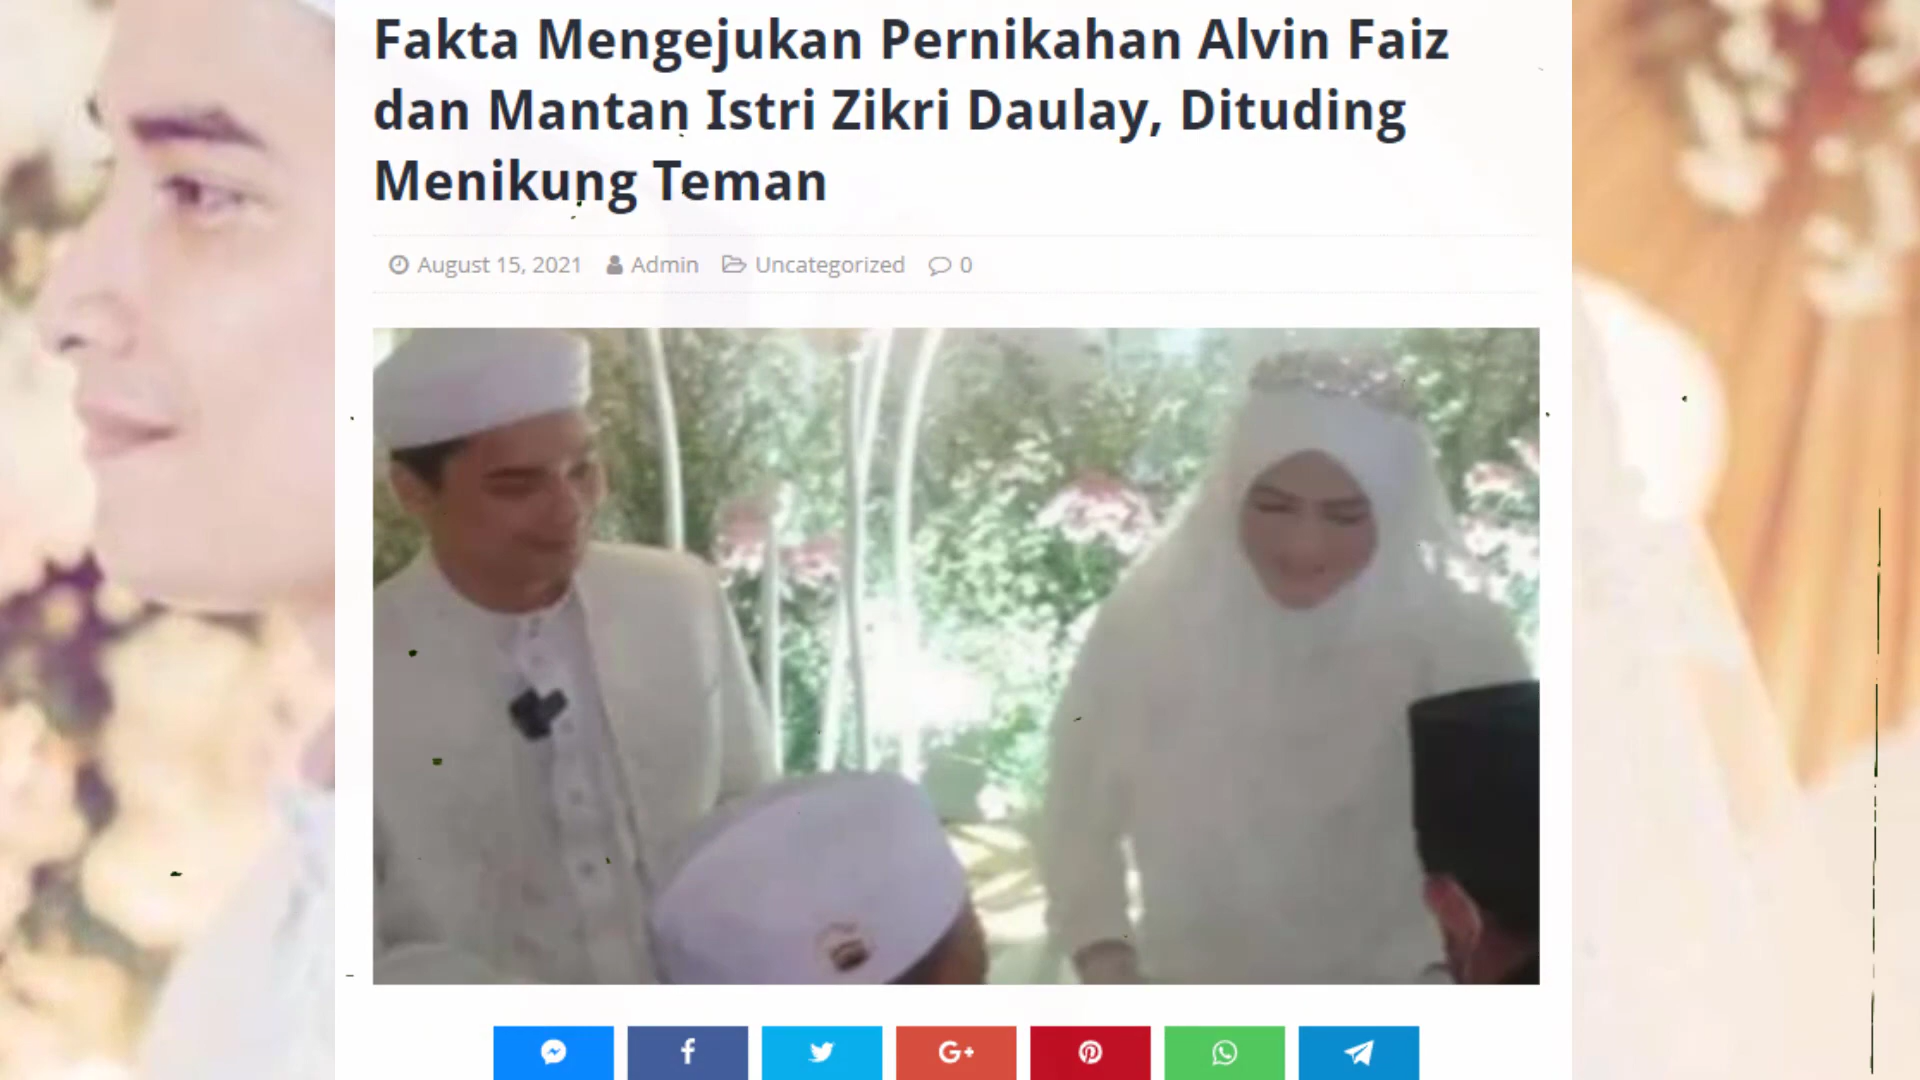 Fakta Mengejukan Pernikahan Alvin Faiz
dan Mantan Istri Zikri Daulay, Dituding
Menikung Teman
August 15, 2021 Admin Uncategorized 0
G+